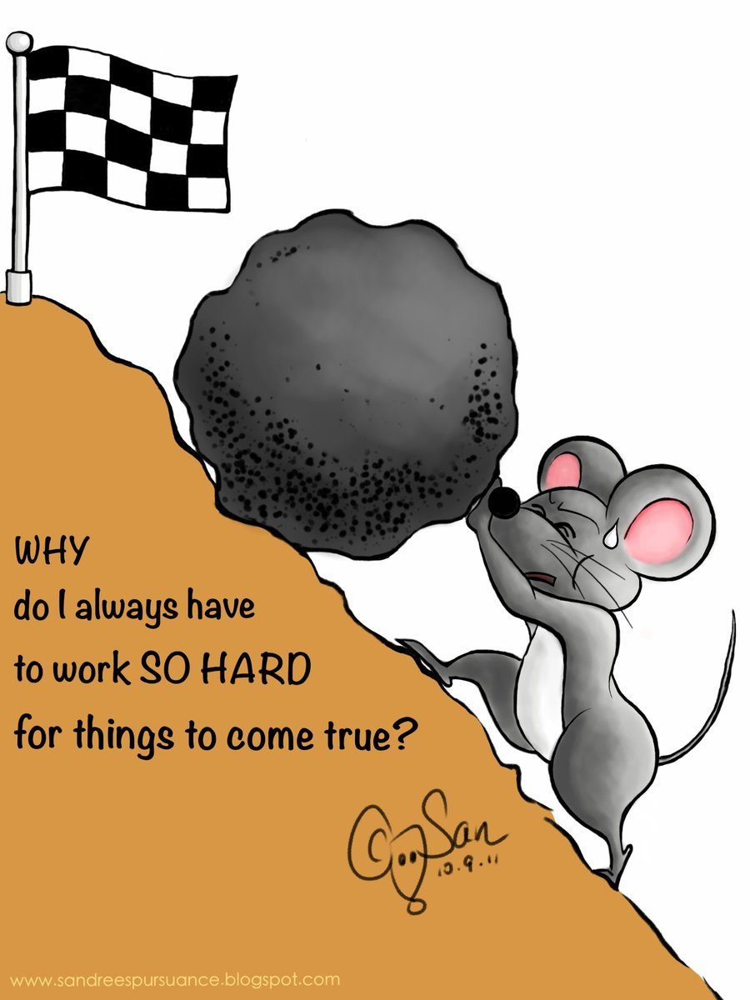 WHY
do I always have
to work SO HARD
for things to come true?
San
10.9.11
www.sandreespursuance.blogspot.com